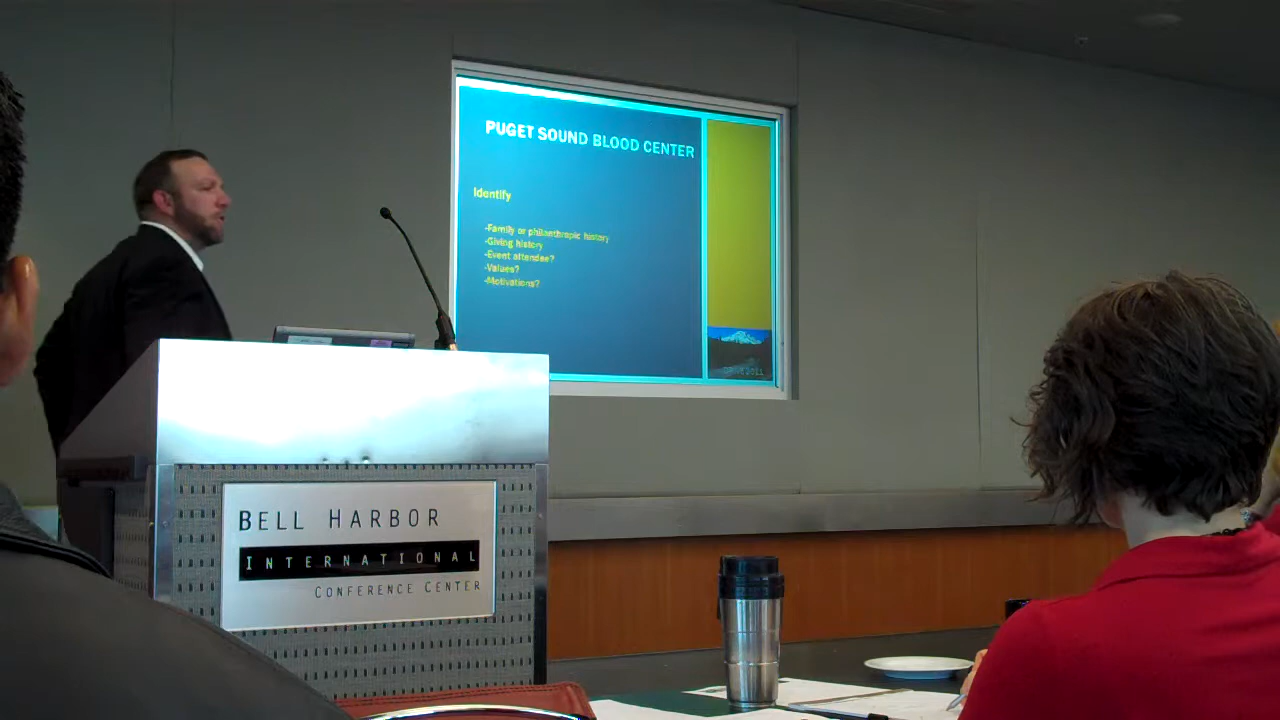 PUGET SOUND BLOOD CENTER
Identify
-Family or philanthropic history
-Giving history
-Event attendee?
-Values?
-Motivations?
BELL HARBOR
INTERNATIONAL
CONFERENCE CENTER